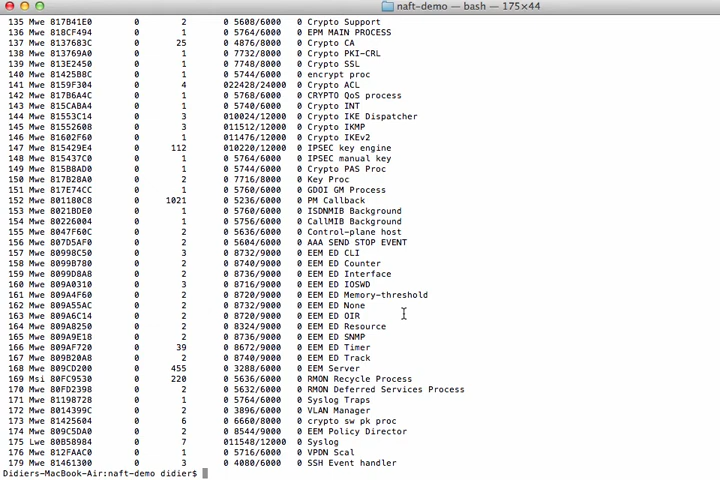 naft-demo — bash — 175×44
135 Mwe 817B41E0 0 2 0 5608/6000 0 Crypto Support
136 Mwe 818CF494 0 1 0 5764/6000 0 EPM MAIN PROCESS
137 Mwe 8137683C 0 25 0 4876/8000 0 Crypto CA
138 Mwe 813769A0 0 1 0 7732/8000 0 Crypto PKI-CRL
139 Mwe 813E2450 0 1 0 7748/8000 0 Crypto SSL
140 Mwe 81425B8C 0 1 0 5744/6000 0 encrypt proc
141 Mwe 8159F304 0 4 022428/24000 0 Crypto ACL
142 Mwe 817B6A4C 0 1 0 5768/6000 0 CRYPTO QoS process
143 Mwe 815CABA4 0 1 0 5740/6000 0 Crypto INT
144 Mwe 81553C14 0 3 010024/12000 0 Crypto IKE Dispatcher
145 Mwe 81552608 0 3 011512/12000 0 Crypto IKMP
146 Mwe 81602F60 0 1 011476/12000 0 Crypto IKEv2
147 Mwe 815429E4 0 112 010220/12000 0 IPSEC key engine
148 Mwe 815437C0 0 1 0 5764/6000 0 IPSEC manual key
149 Mwe 815B8AD0 0 1 0 5744/6000 0 Crypto PAS Proc
150 Mwe 817B28A0 0 2 0 7716/8000 0 Key Proc
151 Mwe 817E74CC 0 1 0 5760/6000 0 GDOI GM Process
152 Mwe 801180C8 0 1021 0 5236/6000 0 PM Callback
153 Mwe 8021BDE0 0 1 0 5760/6000 0 ISDNMIB Background
154 Mwe 80226004 0 1 0 5756/6000 0 CallMIB Background
155 Mwe 8047F60C 0 2 0 5636/6000 0 Control-plane host
156 Mwe 807D5AF0 0 2 0 5604/6000 0 AAA SEND STOP EVENT
157 Mwe 80998C50 0 3 0 8732/9000 0 EEM ED CLI
158 Mwe 8099B780 0 2 0 8740/9000 0 EEM ED Counter
159 Mwe 8099D8A8 0 2 0 8736/9000 0 EEM ED Interface
160 Mwe 809A0310 0 3 0 8716/9000 0 EEM ED IOSWD
161 Mwe 809A4F60 0 2 0 8720/9000 0 EEM ED Memory-threshold
162 Mwe 809A55AC 0 2 0 8732/9000 0 EEM ED None
163 Mwe 809A6C14 0 2 0 8720/9000 0 EEM ED OIR
164 Mwe 809A8250 0 2 0 8324/9000 0 EEM ED Resource
165 Mwe 809A9E18 0 2 0 8736/9000 0 EEM ED SNMP
166 Mwe 809AF720 0 39 0 8672/9000 0 EEM ED Timer
167 Mwe 809B20A8 0 2 0 8740/9000 0 EEM ED Track
168 Mwe 809CD200 0 455 0 3288/6000 0 EEM Server
169 Msi 80FC9530 0 220 0 5636/6000 0 RMON Recycle Process
170 Mwe 80FD2398 0 2 0 5632/6000 0 RMON Deferred Services Process
171 Mwe 81198728 0 1 0 5764/6000 0 Syslog Traps
172 Mwe 8014399C 0 2 0 3896/6000 0 VLAN Manager
173 Mwe 81425604 0 6 0 6660/8000 0 crypto sw pk proc
174 Mwe 809C5DA0 0 2 0 8544/9000 0 EEM Policy Director
175 Lwe 80B58984 0 7 011548/12000 0 Syslog
176 Mwe 812FAAC0 0 1 0 5716/6000 0 VPDN Scal
179 Mwe 81461300 0 3 0 4080/6000 0 SSH Event handler
Didiers-MacBook-Air:naft-demo didier$